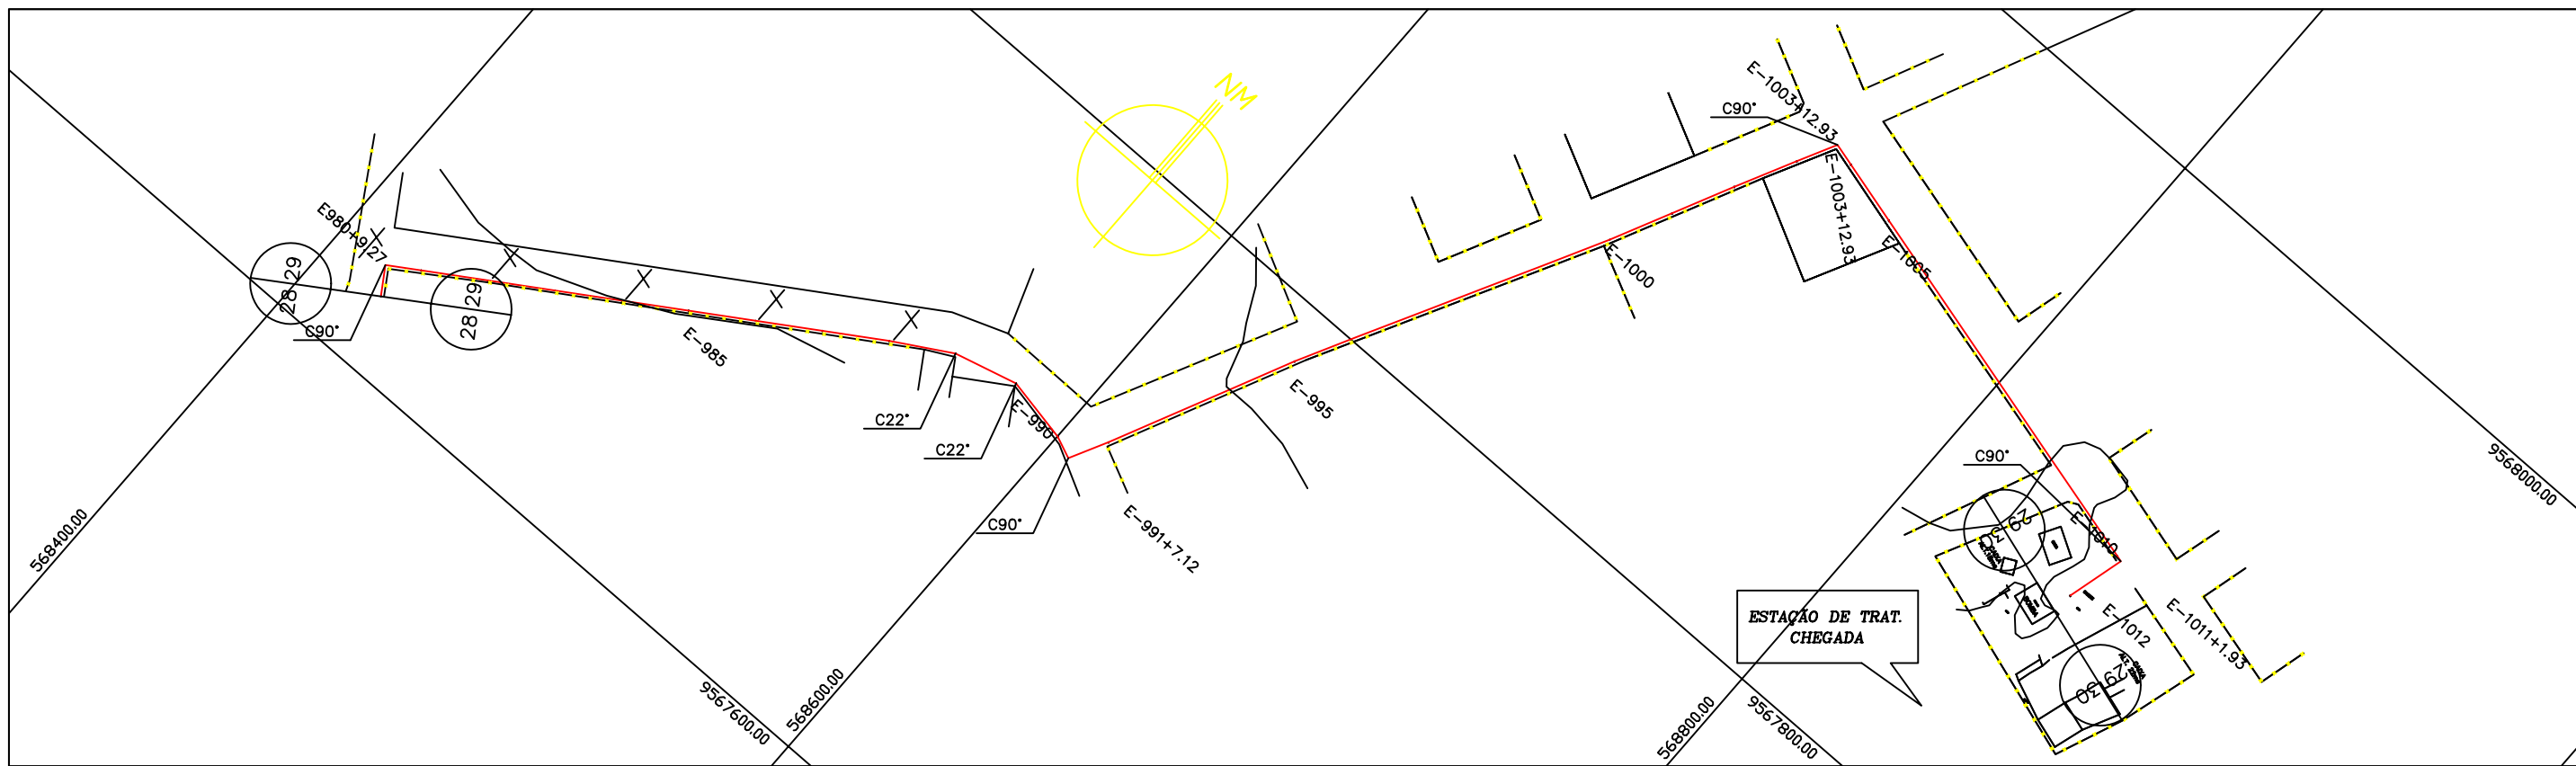 NM
E-1003+12.93
C90°
E-1003+12.93
E980+9.27
28 29
28 29
C90°
E-985
E-1000
E-1005
C22°
E-990
C22°
E-995
C90°
E-991+7.12
C90°
9568000.00
568400.00
29 30
E-1010
ESTAÇÃO DE TRAT.
CHEGADA
E-1012
E-1011+1.93
29 30
9567600.00
568600.00
568800.00
9567800.00